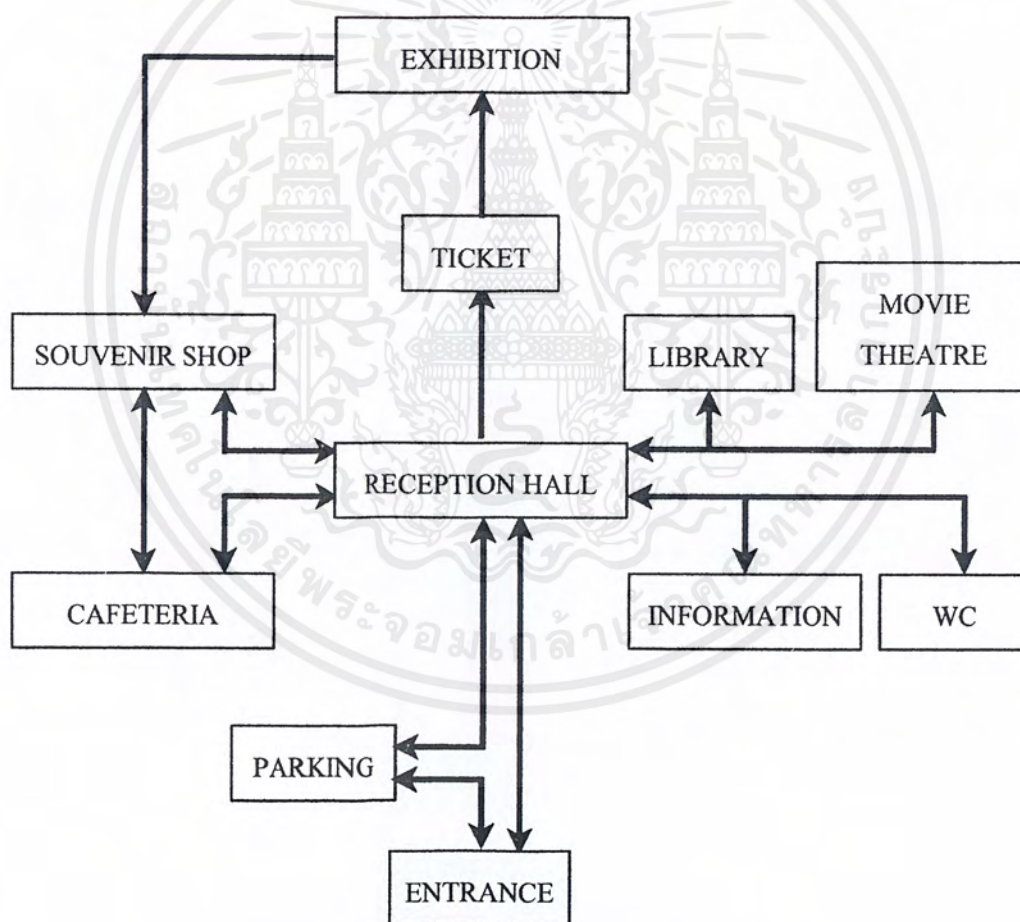 EXHIBITION
TICKET
SOUVENIR SHOP
LIBRARY
MOVIE
THEATRE
RECEPTION HALL
CAFETERIA
INFORMATION
WC
PARKING
ENTRANCE